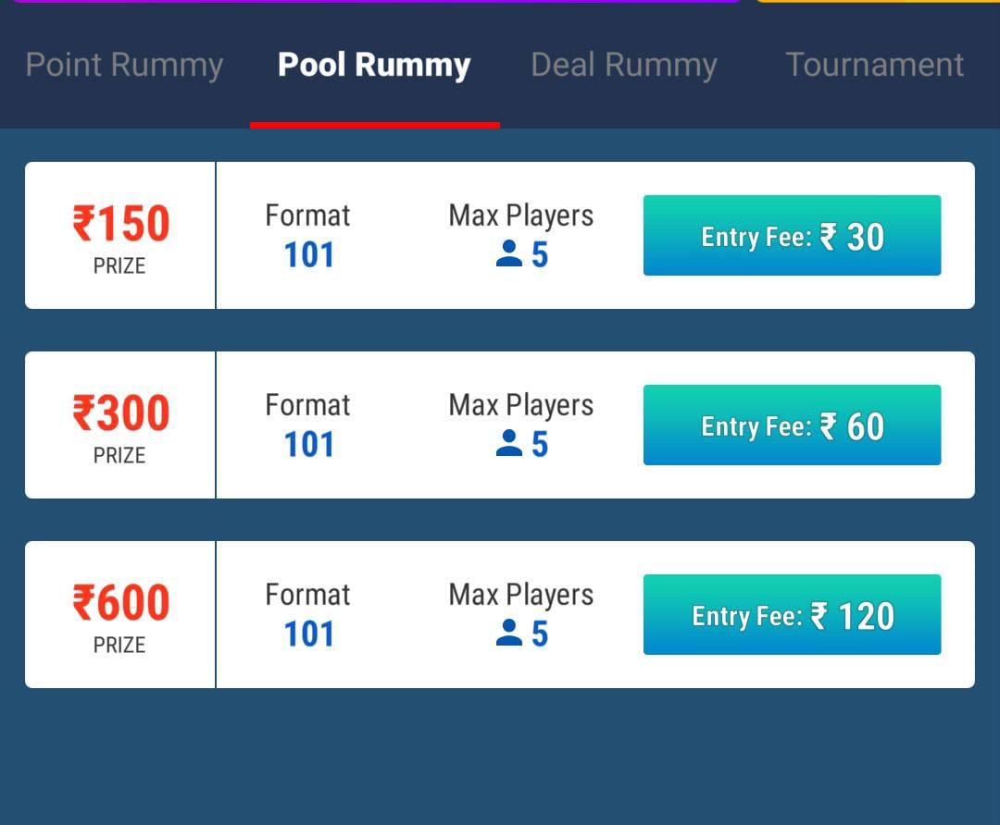 Point Rummy Pool Rummy Deal Rummy Tournament
₹150 Format Max Players Entry Fee: ₹ 30
PRIZE 101 5
₹300 Format Max Players Entry Fee: ₹ 60
PRIZE 101 5
₹600 Format Max Players Entry Fee: ₹ 120
PRIZE 101 5